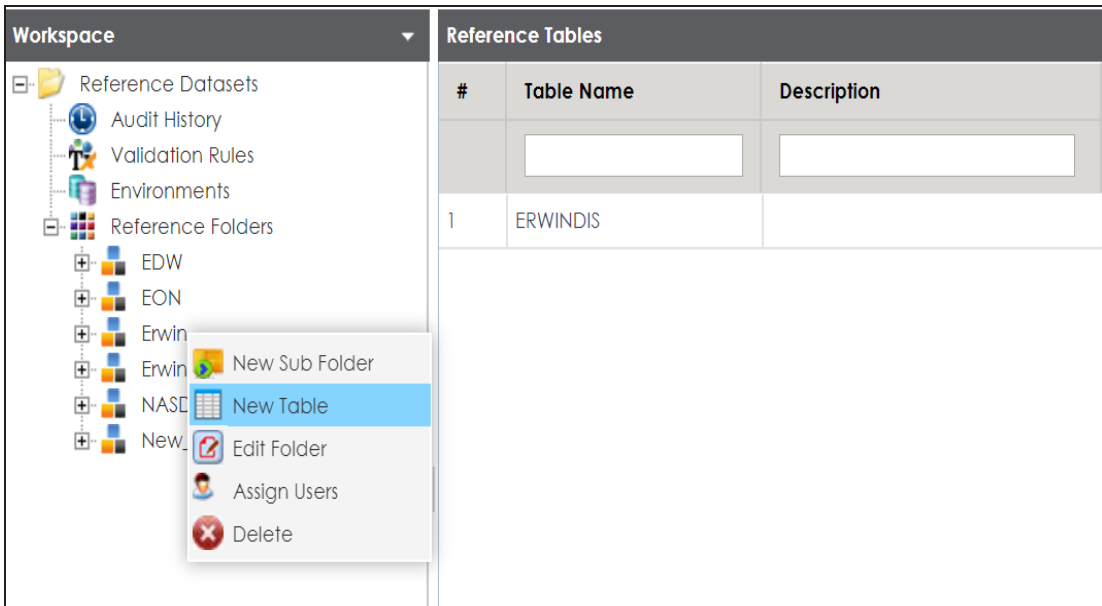 Workspace
Reference Datasets
Audit History
Validation Rules
Environments
Reference Folders
EDW
EON
Erwin
Erwin
NASD
New_
New Sub Folder
New Table
Edit Folder
Assign Users
Delete
Reference Tables
# Table Name Description
1 ERWINDIS